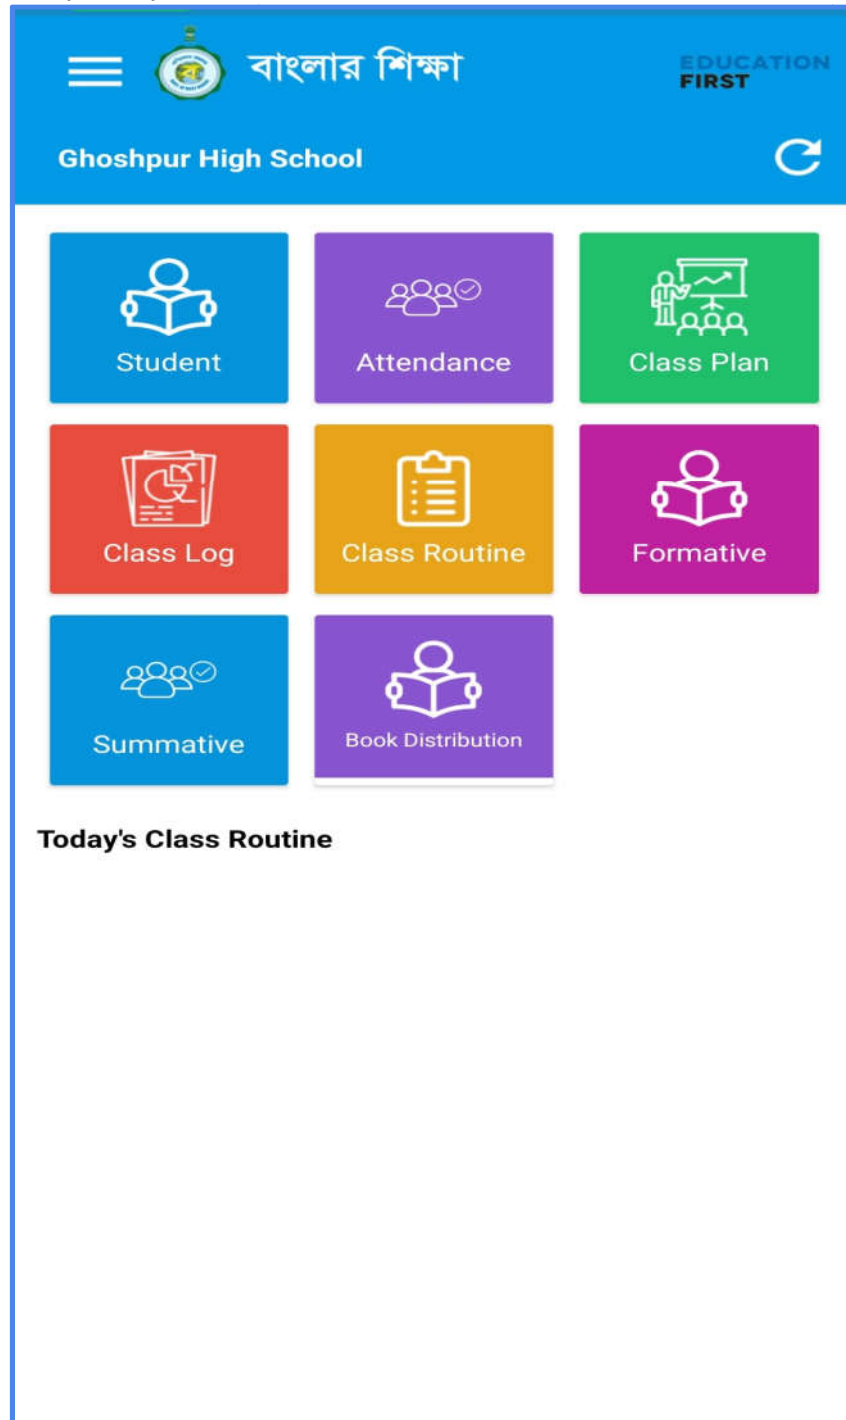 বাংলার শিক্ষা
EDUCATION
FIRST
Ghoshpur High School
Student
Attendance
Class Plan
Class Log
Class Routine
Formative
Summative
Book Distribution
Today's Class Routine